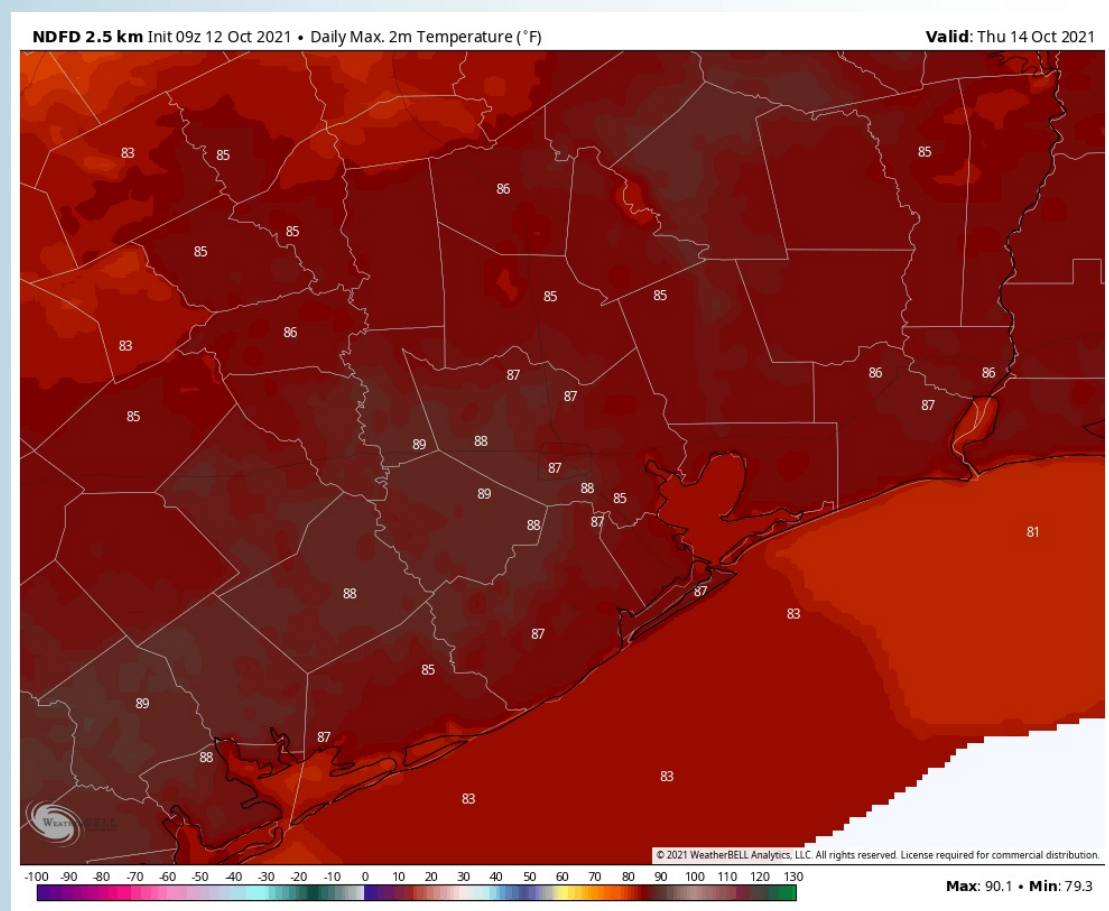 NDFD 2.5 km Init 09z 12 Oct 2021 • Daily Max. 2m Temperature (°F) Valid: Thu 14 Oct 2021
83 85 85
86
85
85
85 85
86
83
87 86 86
87
85 87
89 88
87
89 88 85
88 87
81
88 87
83
87
85
89
87
88
83
83
WEATHERBELL
© 2021 WeatherBELL Analytics, LLC. All rights reserved. License required for commercial distribution.
-100 -90 -80 -70 -60 -50 -40 -30 -20 -10 0 10 20 30 40 50 60 70 80 90 100 110 120 130
Max: 90.1 • Min: 79.3